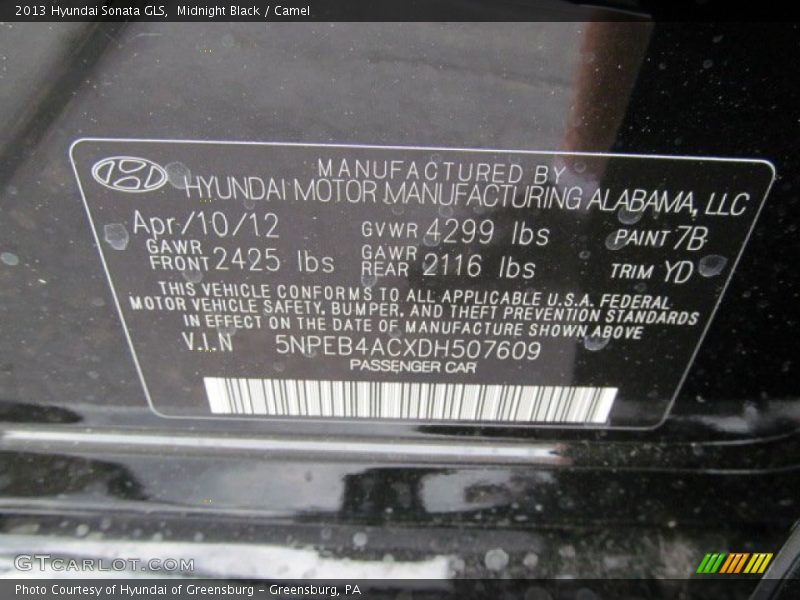 2013 Hyundai Sonata GLS, Midnight Black / Camel
MANUFACTURED BY
HYUNDAI MOTOR MANUFACTURING ALABAMA, LLC
Apr/10/12 GVWR 4299 lbs PAINT 7B
GAWR FRONT 2425 lbs GAWR REAR 2116 lbs TRIM YD
THIS VEHICLE CONFORMS TO ALL APPLICABLE U.S.A. FEDERAL
MOTOR VEHICLE SAFETY, BUMPER, AND THEFT PREVENTION STANDARDS
IN EFFECT ON THE DATE OF MANUFACTURE SHOWN ABOVE
V.I.N 5NPEB4ACXDH507609
PASSENGER CAR
GTCarLot.com
Photo Courtesy of Hyundai of Greensburg - Greensburg, PA